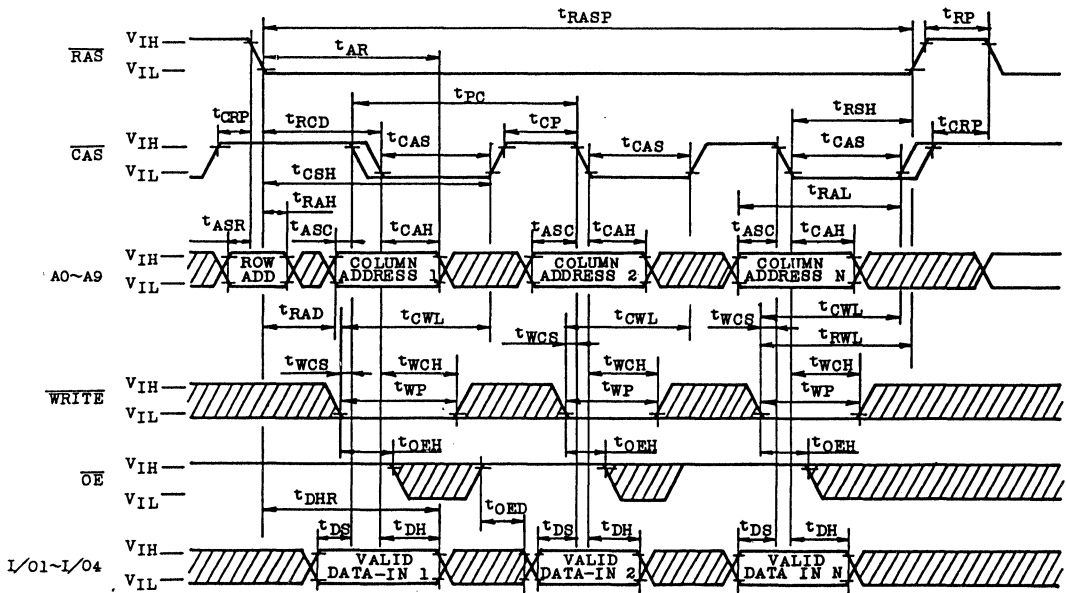 tRASP
tRP
tAR
RAS
VIH
VIL
tPC
tRSH
tCRP
tRCD
tCP
tCRP
tCAS
tCAS
tCAS
CAS
VIH
VIL
tCSH
tRAL
tRAH
tASR
tASC
tCAH
tASC
tCAH
tASC
tCAH
A0~A9
VIH
VIL
ROW ADD
COLUMN ADDRESS 1
COLUMN ADDRESS 2
COLUMN ADDRESS N
tRAD
tCWL
tCWL
tWCS
tCWL
tWCS
tRWL
tWCS
tWCH
tWCH
tWCH
tWP
tWP
tWP
WRITE
VIH
VIL
tOEH
tOEH
tOEH
OE
VIH
VIL
tDHR
tOED
tDS
tDH
tDS
tDH
tDS
tDH
I/O1~I/O4
VIH
VIL
VALID DATA-IN 1
VALID DATA-IN 2
VALID DATA IN N